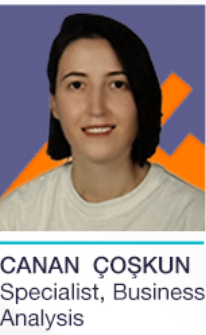 CANAN ÇOŞKUN
Specialist, Business
Analysis